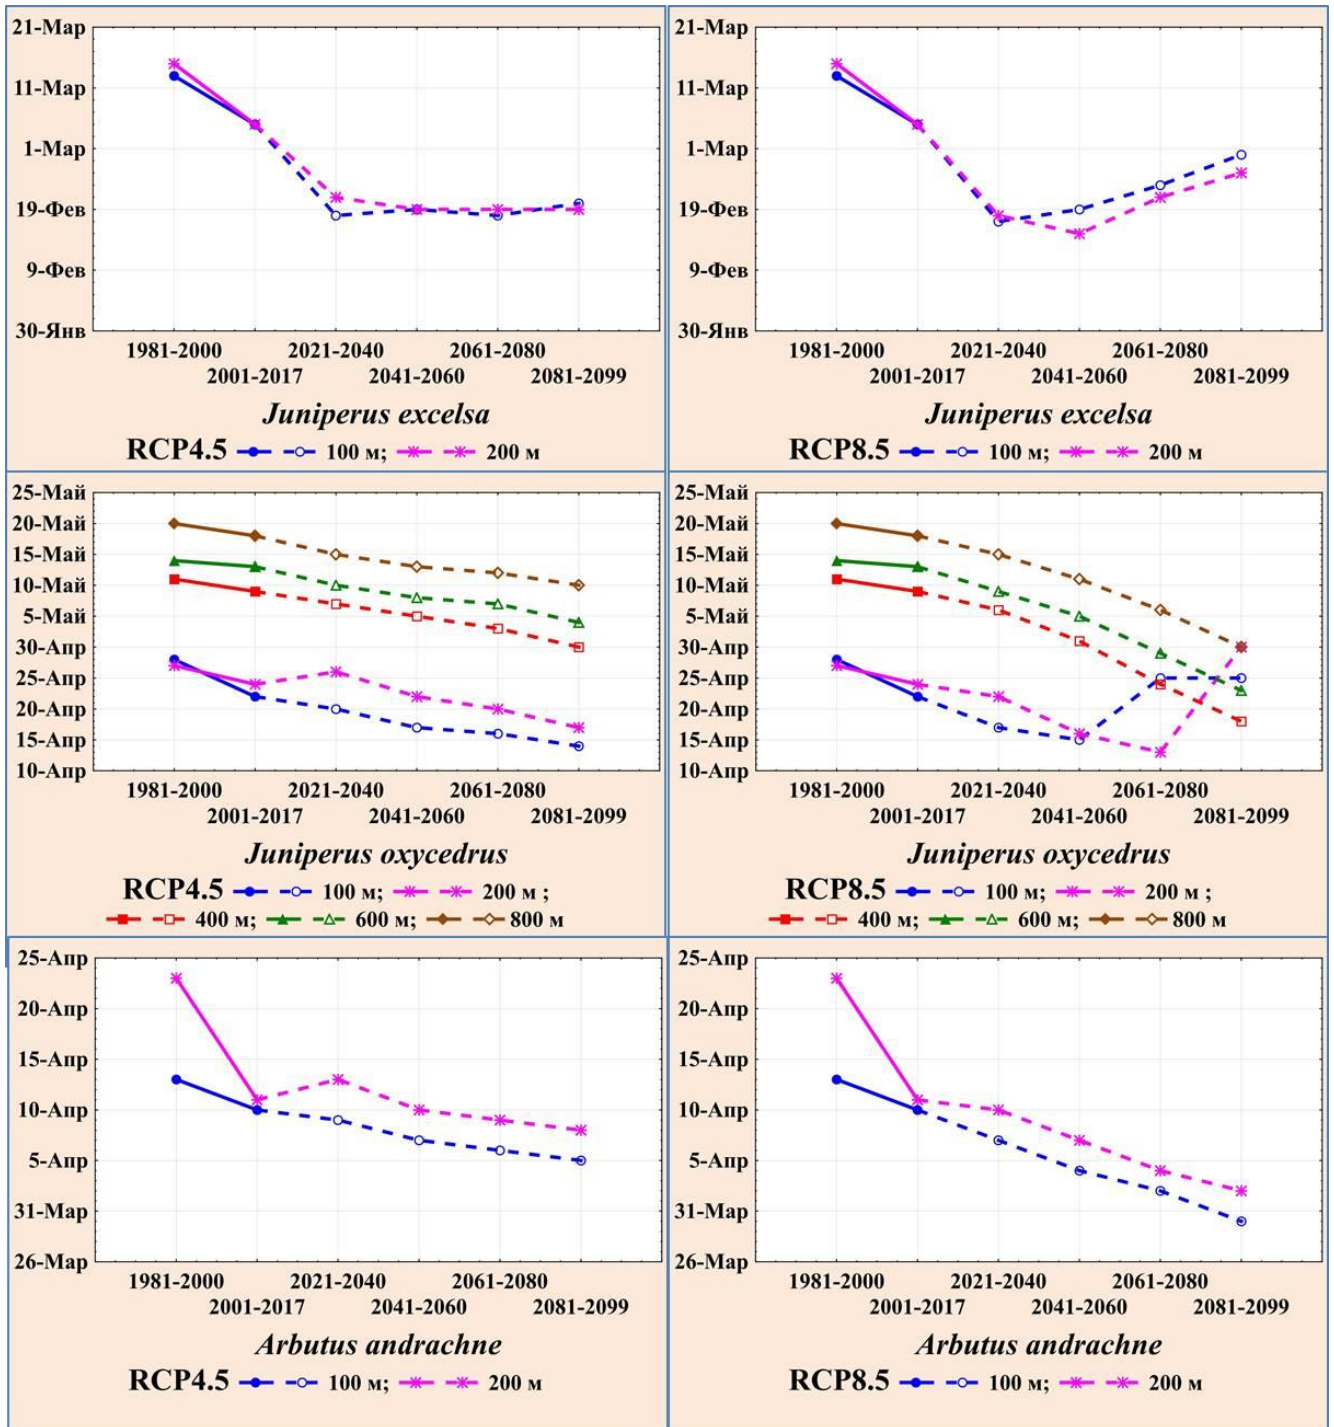 21-Мар
11-Мар
1-Мар
19-Фев
9-Фев
30-Янв
1981-2000 2021-2040 2061-2080
2001-2017 2041-2060 2081-2099
Juniperus excelsa
RCP4.5 100 м; 200 м
21-Мар
11-Мар
1-Мар
19-Фев
9-Фев
30-Янв
1981-2000 2021-2040 2061-2080
2001-2017 2041-2060 2081-2099
Juniperus excelsa
RCP8.5 100 м; 200 м
25-Май
20-Май
15-Май
10-Май
5-Май
30-Апр
25-Апр
20-Апр
15-Апр
10-Апр
1981-2000 2021-2040 2061-2080
2001-2017 2041-2060 2081-2099
Juniperus oxycedrus
RCP4.5 100 м; 200 м ;
400 м; 600 м; 800 м
25-Май
20-Май
15-Май
10-Май
5-Май
30-Апр
25-Апр
20-Апр
15-Апр
10-Апр
1981-2000 2021-2040 2061-2080
2001-2017 2041-2060 2081-2099
Juniperus oxycedrus
RCP8.5 100 м; 200 м ;
400 м; 600 м; 800 м
25-Апр
20-Апр
15-Апр
10-Апр
5-Апр
31-Мар
26-Мар
1981-2000 2021-2040 2061-2080
2001-2017 2041-2060 2081-2099
Arbutus andrachne
RCP4.5 100 м; 200 м
25-Апр
20-Апр
15-Апр
10-Апр
5-Апр
31-Мар
26-Мар
1981-2000 2021-2040 2061-2080
2001-2017 2041-2060 2081-2099
Arbutus andrachne
RCP8.5 100 м; 200 м